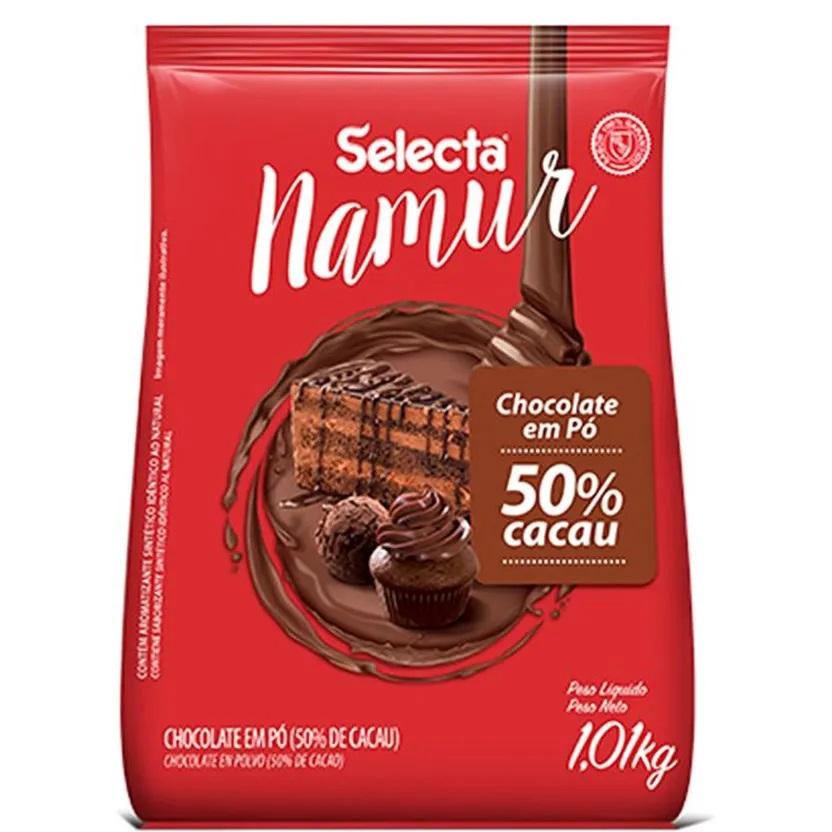 Selecta
Namur
100%
Chocolate
em Pó
50%
cacau
CONTÉM AROMATIZANTE SINTÉTICO IDÊNTICO AO NATURAL
CONTIENE SABORIZANTE SINTÉTICO IDÉNTICO AL NATURAL
Imagem meramente ilustrativa.
Peso Líquido
Peso Neto
1,01kg
CHOCOLATE EM PÓ (50% DE CACAU)
CHOCOLATE EN POLVO (50% DE CACAO)